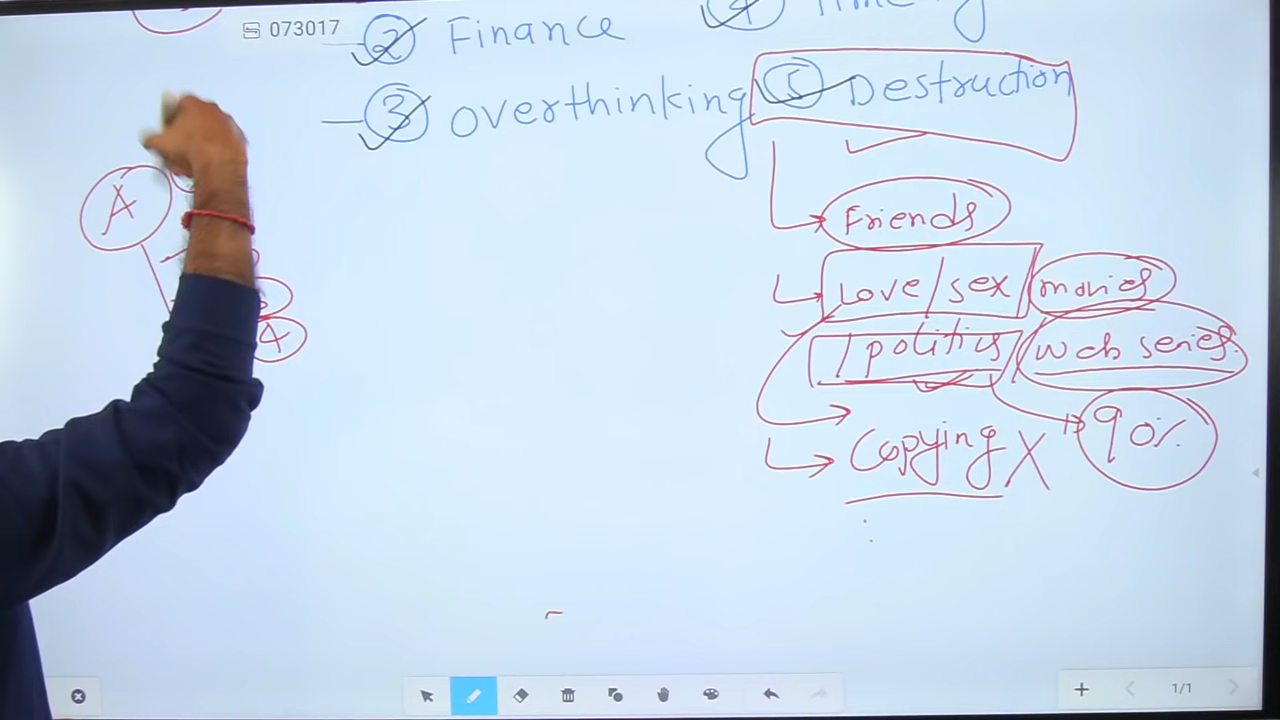 073017
2 Finance
3 overthinking
5 Destruction
Friends
Love/sex movies
/politics web series
Copying X 90%
A
4
1/1